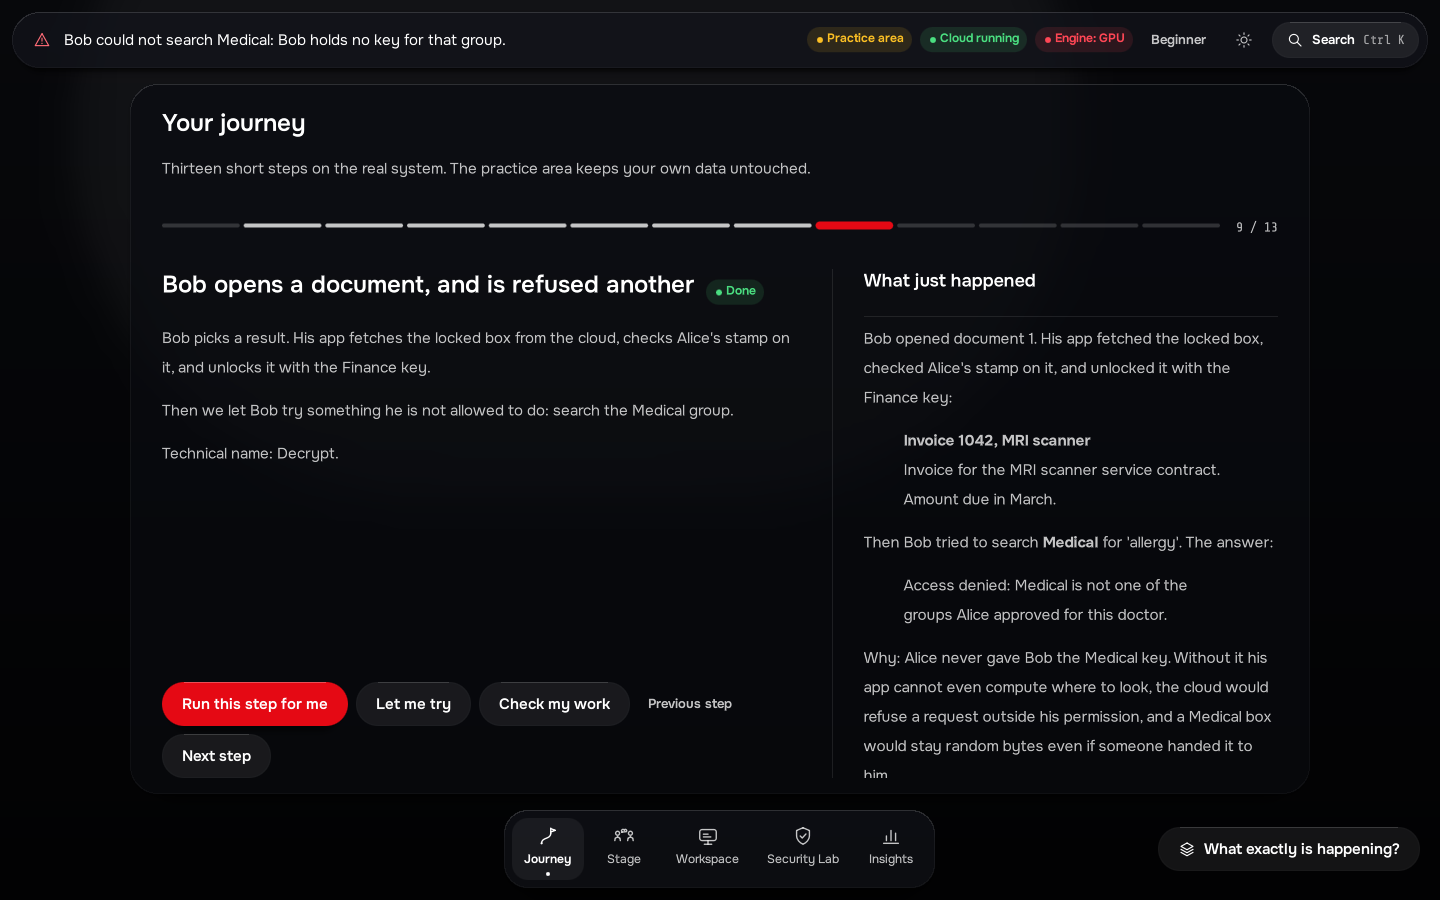 Bob could not search Medical: Bob holds no key for that group.
Practice area
Cloud running
Engine: GPU
Beginner
Search Ctrl K
Your journey
Thirteen short steps on the real system. The practice area keeps your own data untouched.
9 / 13
Bob opens a document, and is refused another
Done
Bob picks a result. His app fetches the locked box from the cloud, checks Alice's stamp on
it, and unlocks it with the Finance key.
Then we let Bob try something he is not allowed to do: search the Medical group.
Technical name: Decrypt.
Run this step for me
Let me try
Check my work
Previous step
Next step
What just happened
Bob opened document 1. His app fetched the locked box,
checked Alice's stamp on it, and unlocked it with the
Finance key:
Invoice 1042, MRI scanner
Invoice for the MRI scanner service contract.
Amount due in March.
Then Bob tried to search Medical for 'allergy'. The answer:
Access denied: Medical is not one of the
groups Alice approved for this doctor.
Why: Alice never gave Bob the Medical key. Without it his
app cannot even compute where to look, the cloud would
refuse a request outside his permission, and a Medical box
would stay random bytes even if someone handed it to
him.
Journey
Stage
Workspace
Security Lab
Insights
What exactly is happening?